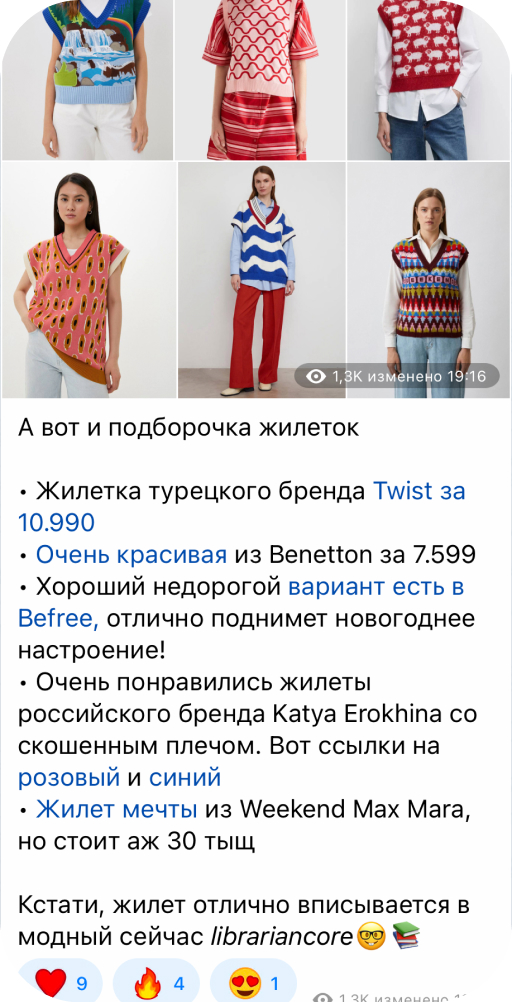 1,3K изменено 19:16
А вот и подборочка жилеток
• Жилетка турецкого бренда Twist за
10.990
• Очень красивая из Benetton за 7.599
• Хороший недорогой вариант есть в
Befree, отлично поднимет новогоднее
настроение!
• Очень понравились жилеты
российского бренда Katya Erokhina со
скошенным плечом. Вот ссылки на
розовый и синий
• Жилет мечты из Weekend Max Mara,
но стоит аж 30 тыщ
Кстати, жилет отлично вписывается в
модный сейчас librariancore🤓📚
❤️ 9 🔥 4 😍 1
1,3K изменено